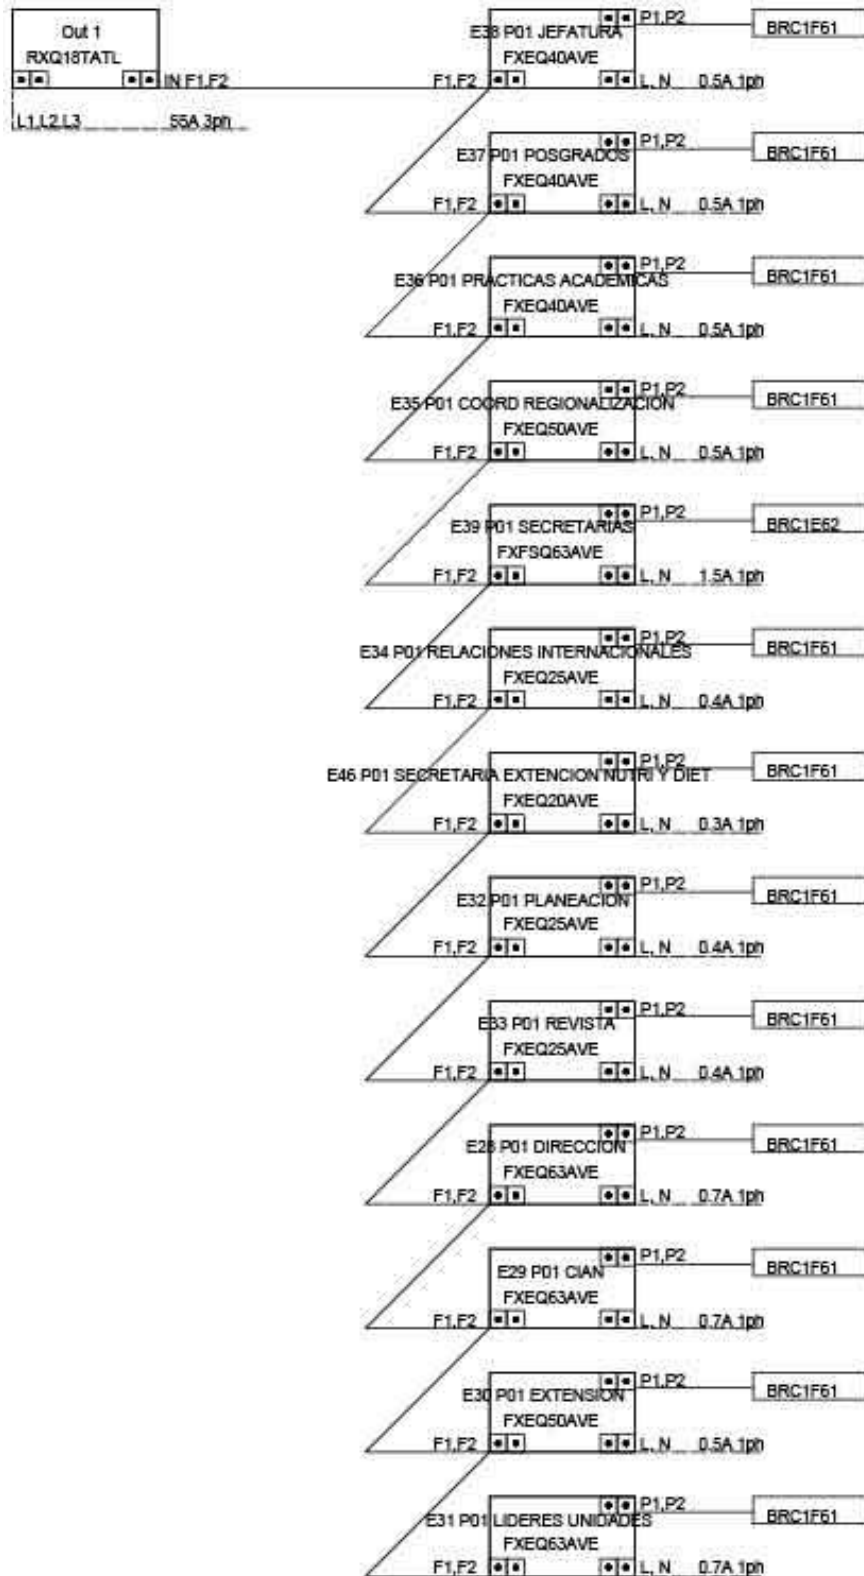 Out 1
RXQ18TATL
IN F1,F2
L1,L2,L3 55A 3ph
P1,P2 BRC1F61
E38 P01 JEFATURA
FXEQ40AVE
F1,F2 L, N 0.5A 1ph
P1,P2 BRC1F61
E37 P01 POSGRADOS
FXEQ40AVE
F1,F2 L, N 0.5A 1ph
P1,P2 BRC1F61
E36 P01 PRACTICAS ACADEMICAS
FXEQ40AVE
F1,F2 L, N 0.5A 1ph
P1,P2 BRC1F61
E35 P01 COORD REGIONALIZACION
FXEQ50AVE
F1,F2 L, N 0.5A 1ph
P1,P2 BRC1E62
E39 P01 SECRETARIAS
FXFSQ63AVE
F1,F2 L, N 1.5A 1ph
P1,P2 BRC1F61
E34 P01 RELACIONES INTERNACIONALES
FXEQ25AVE
F1,F2 L, N 0.4A 1ph
P1,P2 BRC1F61
E46 P01 SECRETARIA EXTENCION NUTRI Y DIET
FXEQ20AVE
F1,F2 L, N 0.3A 1ph
P1,P2 BRC1F61
E32 P01 PLANEACION
FXEQ25AVE
F1,F2 L, N 0.4A 1ph
P1,P2 BRC1F61
E33 P01 REVISTA
FXEQ25AVE
F1,F2 L, N 0.4A 1ph
P1,P2 BRC1F61
E28 P01 DIRECCION
FXEQ63AVE
F1,F2 L, N 0.7A 1ph
P1,P2 BRC1F61
E29 P01 CIAN
FXEQ63AVE
F1,F2 L, N 0.7A 1ph
P1,P2 BRC1F61
E30 P01 EXTENSION
FXEQ50AVE
F1,F2 L, N 0.5A 1ph
P1,P2 BRC1F61
E31 P01 LIDERES UNIDADES
FXEQ63AVE
F1,F2 L, N 0.7A 1ph